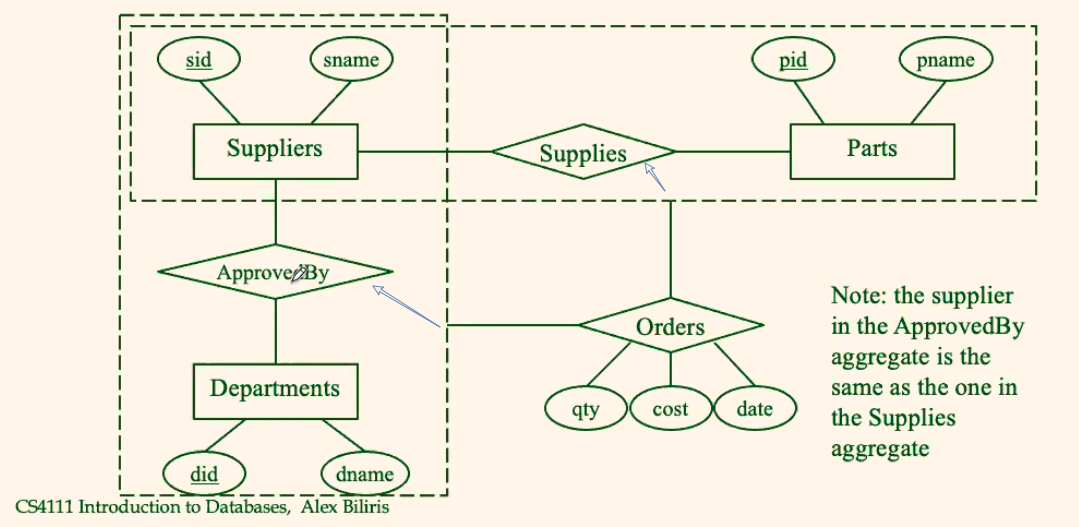 sid
sname
pid
pname
Suppliers
Supplies
Parts
ApprovedBy
Orders
Note: the supplier
in the ApprovedBy
aggregate is the
same as the one in
the Supplies
aggregate
Departments
qty
cost
date
did
dname
CS4111 Introduction to Databases, Alex Biliris